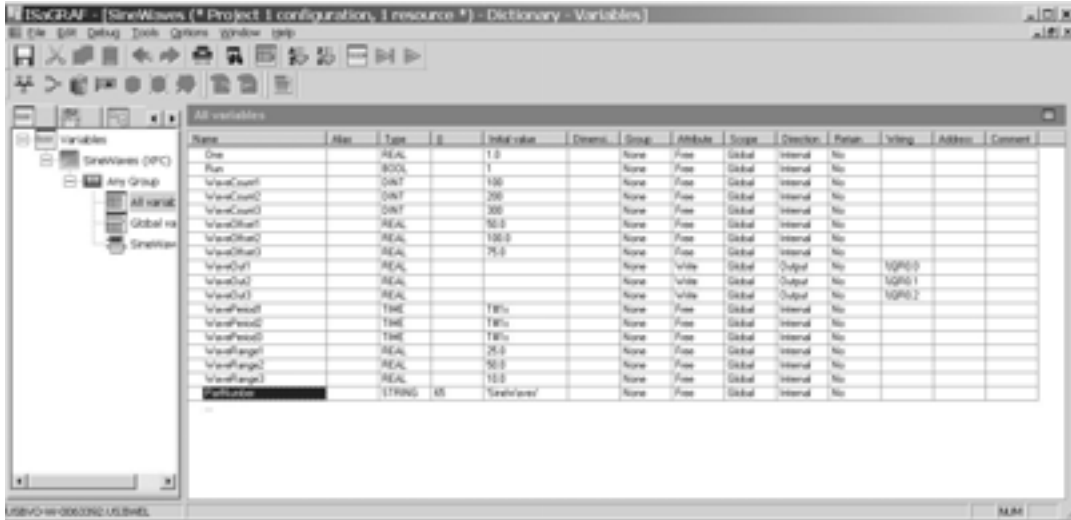 ISaGRAF - [SineWaves (* Project 1 configuration, 1 resource *) - Dictionary - Variables]
File Edit Debug Tools Options Window Help
All variables
Variables
SineWaves (XPC)
Any Group
All variab
Global va
SineWav
Name Alias Type () Initial value Dimensi... Group Attribute Scope Direction Retain Wiring Address Comment
One REAL 1.0 None Free Global Internal No
Run BOOL 1 None Free Global Internal No
WaveCount1 DINT 100 None Free Global Internal No
WaveCount2 DINT 200 None Free Global Internal No
WaveCount3 DINT 300 None Free Global Internal No
WaveOffset1 REAL 50.0 None Free Global Internal No
WaveOffset2 REAL 100.0 None Free Global Internal No
WaveOffset3 REAL 75.0 None Free Global Internal No
WaveOut1 REAL None Write Global Output No %QR0.0
WaveOut2 REAL None Write Global Output No %QR0.1
WaveOut3 REAL None Write Global Output No %QR0.2
WavePeriod1 TIME None Free Global Internal No
WavePeriod2 TIME None Free Global Internal No
WavePeriod3 TIME None Free Global Internal No
WaveRange1 REAL 25.0 None Free Global Internal No
WaveRange2 REAL 50.0 None Free Global Internal No
WaveRange3 REAL 10.0 None Free Global Internal No
PartNumber STRING 65 'SineWaves' None Free Global Internal No
...
NUM